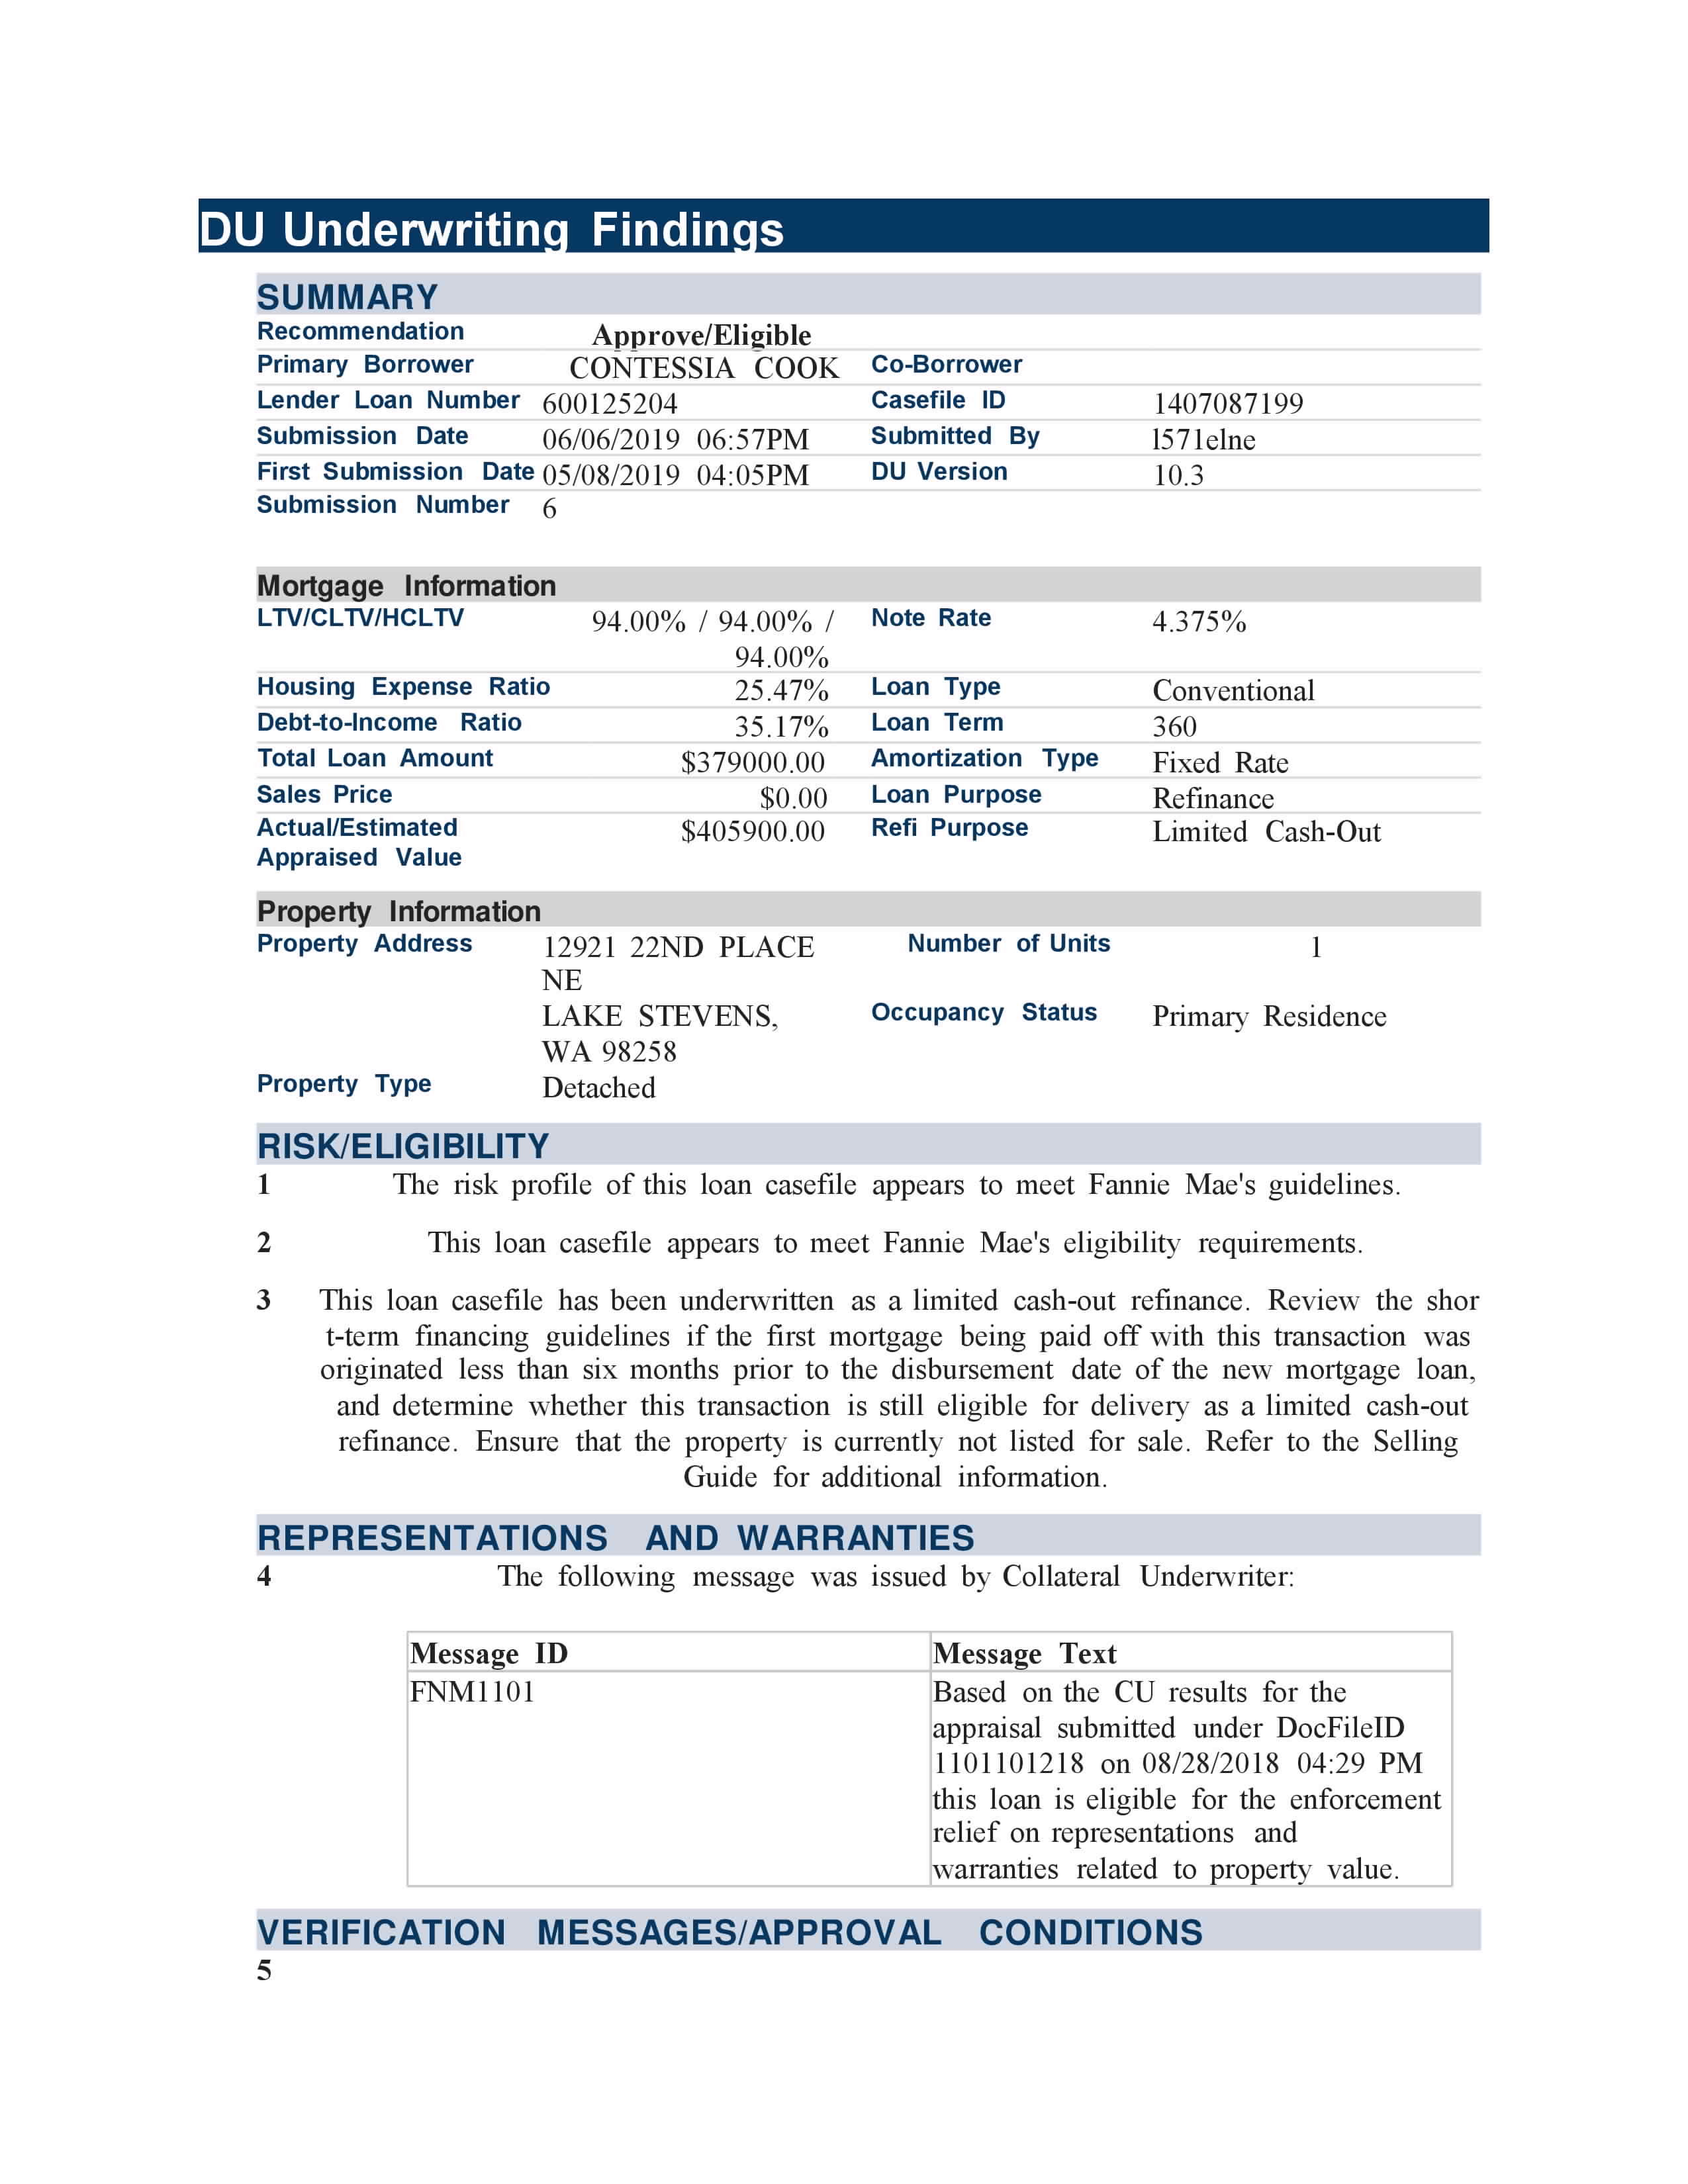 DU Underwriting Findings
SUMMARY
Recommendation Approve/Eligible
Primary Borrower CONTESSIA COOK Co-Borrower
Lender Loan Number 600125204 Casefile ID 1407087199
Submission Date 06/06/2019 06:57PM Submitted By l571elne
First Submission Date 05/08/2019 04:05PM DU Version 10.3
Submission Number 6
Mortgage Information
LTV/CLTV/HCLTV 94.00% / 94.00% / Note Rate 4.375%
94.00%
Housing Expense Ratio 25.47% Loan Type Conventional
Debt-to-Income Ratio 35.17% Loan Term 360
Total Loan Amount $379000.00 Amortization Type Fixed Rate
Sales Price $0.00 Loan Purpose Refinance
Actual/Estimated $405900.00 Refi Purpose Limited Cash-Out
Appraised Value
Property Information
Property Address 12921 22ND PLACE Number of Units 1
NE
LAKE STEVENS, Occupancy Status Primary Residence
WA 98258
Property Type Detached
RISK/ELIGIBILITY
1 The risk profile of this loan casefile appears to meet Fannie Mae's guidelines.
2 This loan casefile appears to meet Fannie Mae's eligibility requirements.
3 This loan casefile has been underwritten as a limited cash-out refinance. Review the shor
t-term financing guidelines if the first mortgage being paid off with this transaction was
originated less than six months prior to the disbursement date of the new mortgage loan,
and determine whether this transaction is still eligible for delivery as a limited cash-out
refinance. Ensure that the property is currently not listed for sale. Refer to the Selling
Guide for additional information.
REPRESENTATIONS AND WARRANTIES
4 The following message was issued by Collateral Underwriter:
Message ID Message Text
FNM1101 Based on the CU results for the
appraisal submitted under DocFileID
1101101218 on 08/28/2018 04:29 PM
this loan is eligible for the enforcement
relief on representations and
warranties related to property value.
VERIFICATION MESSAGES/APPROVAL CONDITIONS
5